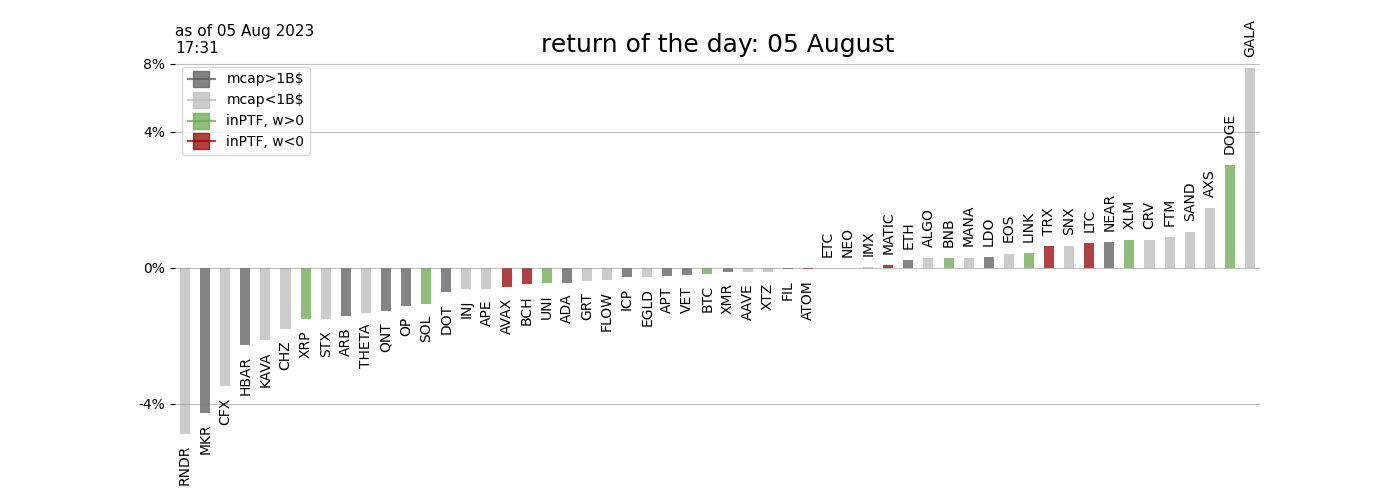 as of 05 Aug 2023
17:31
return of the day: 05 August
8%
4%
0%
-4%
mcap>1B$
mcap<1B$
inPTF, w>0
inPTF, w<0
RNDR
MKR
CFX
HBAR
KAVA
CHZ
XRP
STX
ARB
THETA
QNT
OP
SOL
DOT
INJ
APE
AVAX
BCH
UNI
ADA
GRT
FLOW
ICP
EGLD
APT
VET
BTC
XMR
AAVE
XTZ
FIL
ATOM
ETC
NEO
IMX
MATIC
ETH
ALGO
BNB
MANA
LDO
EOS
LINK
TRX
SNX
LTC
NEAR
XLM
CRV
FTM
SAND
AXS
DOGE
GALA